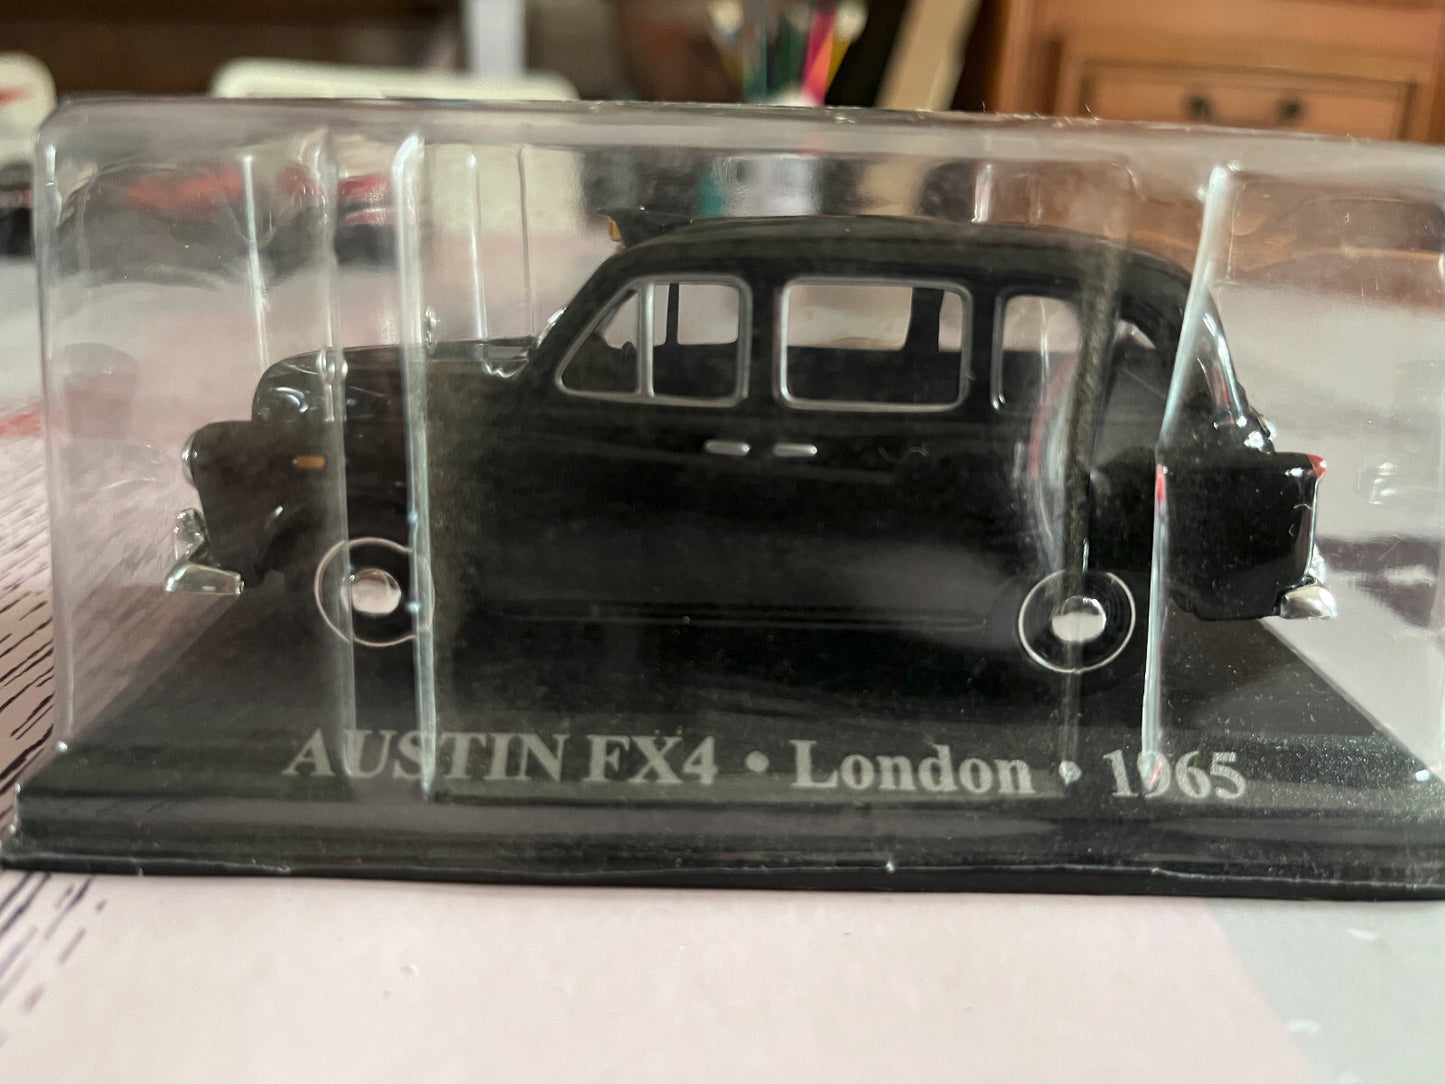 AUSTIN FX4 • London • 1965